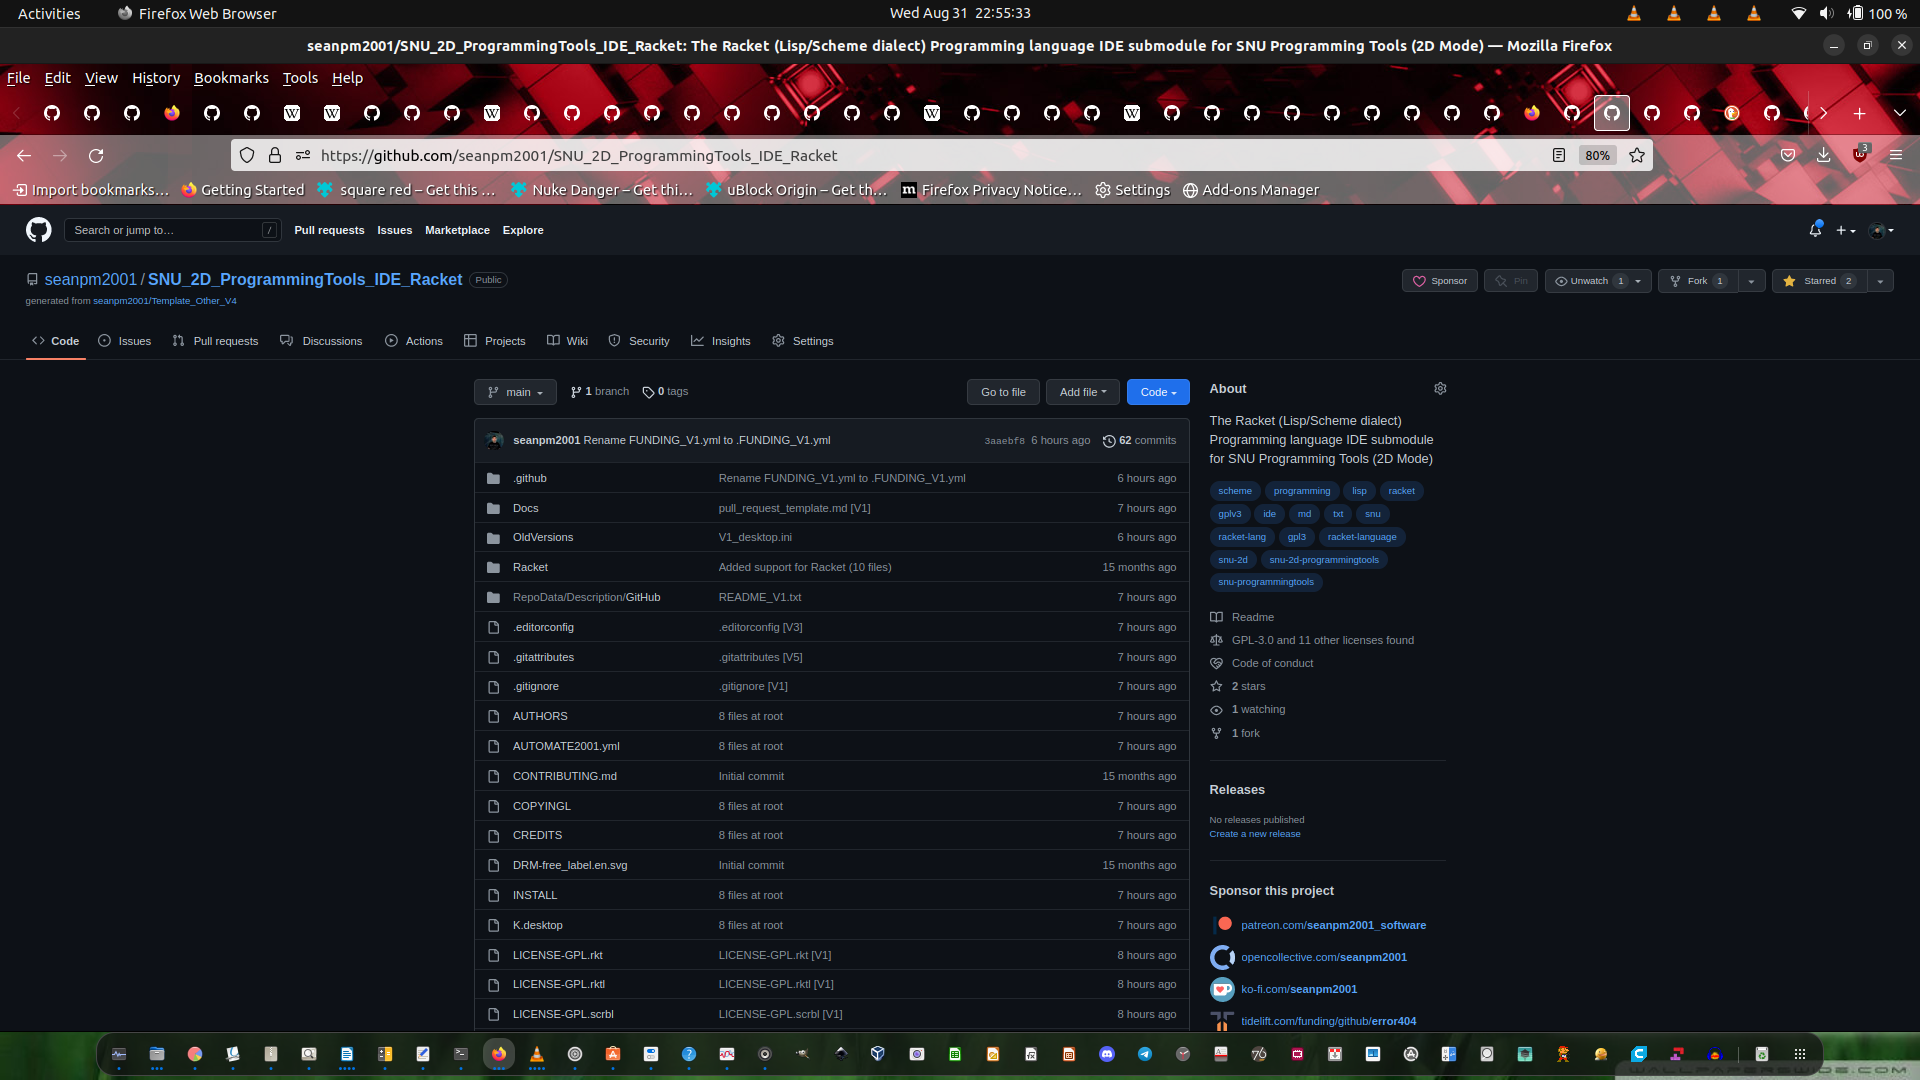 Activities
Firefox Web Browser
Wed Aug 31 22:55:33
100 %
seanpm2001/SNU_2D_ProgrammingTools_IDE_Racket: The Racket (Lisp/Scheme dialect) Programming language IDE submodule for SNU Programming Tools (2D Mode) — Mozilla Firefox
File Edit View History Bookmarks Tools Help
https://github.com/seanpm2001/SNU_2D_ProgrammingTools_IDE_Racket
80%
3
Import bookmarks… Getting Started square red – Get this … Nuke Danger – Get thi… uBlock Origin – Get th… Firefox Privacy Notice… Settings Add-ons Manager
Search or jump to… /
Pull requests Issues Marketplace Explore
seanpm2001 / SNU_2D_ProgrammingTools_IDE_Racket Public
Sponsor Pin Unwatch 1 Fork 1 Starred 2
generated from seanpm2001/Template_Other_V4
Code Issues Pull requests Discussions Actions Projects Wiki Security Insights Settings
main 1 branch 0 tags Go to file Add file Code
seanpm2001 Rename FUNDING_V1.yml to .FUNDING_V1.yml 3aaebf8 6 hours ago 62 commits
.github Rename FUNDING_V1.yml to .FUNDING_V1.yml 6 hours ago
Docs pull_request_template.md [V1] 7 hours ago
OldVersions V1_desktop.ini 6 hours ago
Racket Added support for Racket (10 files) 15 months ago
RepoData/Description/GitHub README_V1.txt 7 hours ago
.editorconfig .editorconfig [V3] 7 hours ago
.gitattributes .gitattributes [V5] 7 hours ago
.gitignore .gitignore [V1] 7 hours ago
AUTHORS 8 files at root 7 hours ago
AUTOMATE2001.yml 8 files at root 7 hours ago
CONTRIBUTING.md Initial commit 15 months ago
COPYINGL 8 files at root 7 hours ago
CREDITS 8 files at root 7 hours ago
DRM-free_label.en.svg Initial commit 15 months ago
INSTALL 8 files at root 7 hours ago
K.desktop 8 files at root 7 hours ago
LICENSE-GPL.rkt LICENSE-GPL.rkt [V1] 8 hours ago
LICENSE-GPL.rktl LICENSE-GPL.rktl [V1] 8 hours ago
LICENSE-GPL.scrbl LICENSE-GPL.scrbl [V1] 8 hours ago
About
The Racket (Lisp/Scheme dialect)
Programming language IDE submodule
for SNU Programming Tools (2D Mode)
scheme programming lisp racket
gplv3 ide md txt snu
racket-lang gpl3 racket-language
snu-2d snu-2d-programmingtools
snu-programmingtools
Readme
GPL-3.0 and 11 other licenses found
Code of conduct
2 stars
1 watching
1 fork
Releases
No releases published
Create a new release
Sponsor this project
patreon.com/seanpm2001_software
opencollective.com/seanpm2001
ko-fi.com/seanpm2001
tidelift.com/funding/github/error404